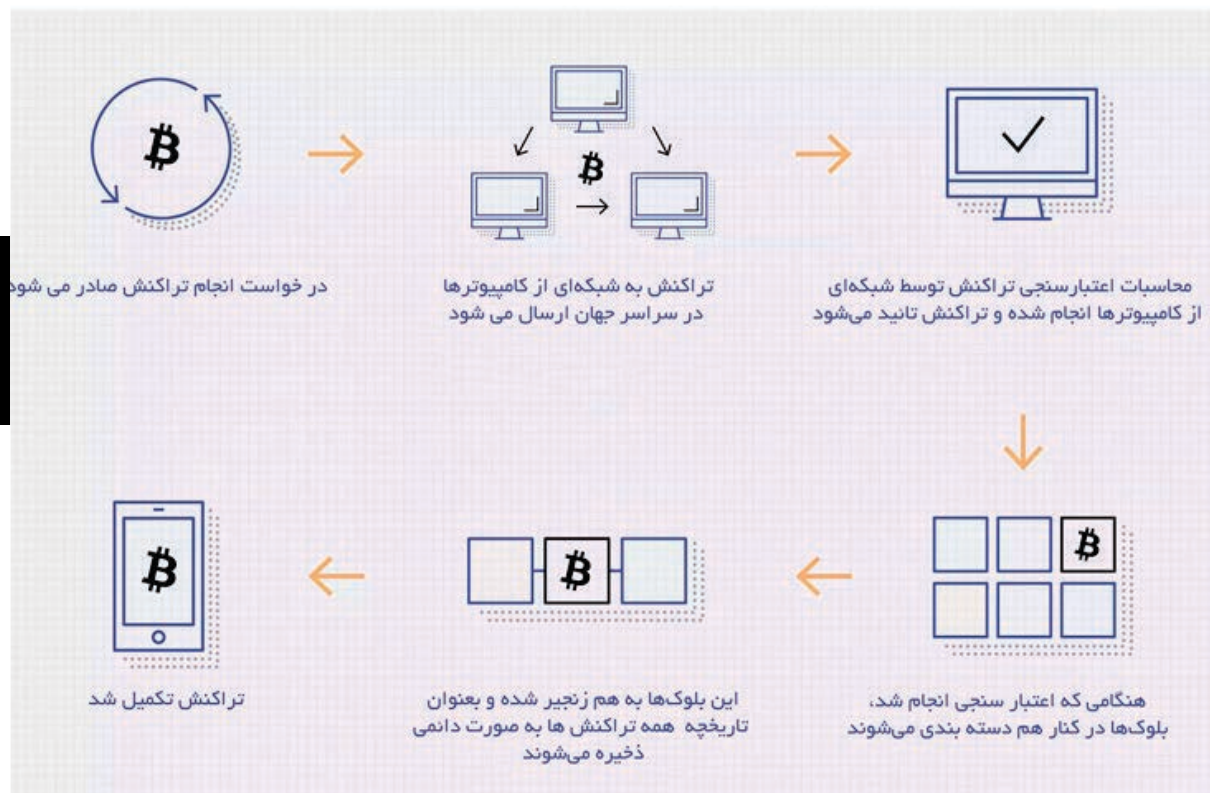 در خواست انجام تراکنش صادر می شود
تراکنش به شبکه‌ای از کامپیوترها
در سراسر جهان ارسال می شود
محاسبات اعتبارسنجی تراکنش توسط شبکه‌ای
از کامپیوترها انجام شده و تراکنش تائید می‌شود
هنگامی که اعتبار سنجی انجام شد،
بلوک‌ها در کنار هم دسته بندی می‌شوند
این بلوک‌ها به هم زنجیر شده و بعنوان
تاریخچه همه تراکنش ها به صورت دائمی
ذخیره می‌شوند
تراکنش تکمیل شد